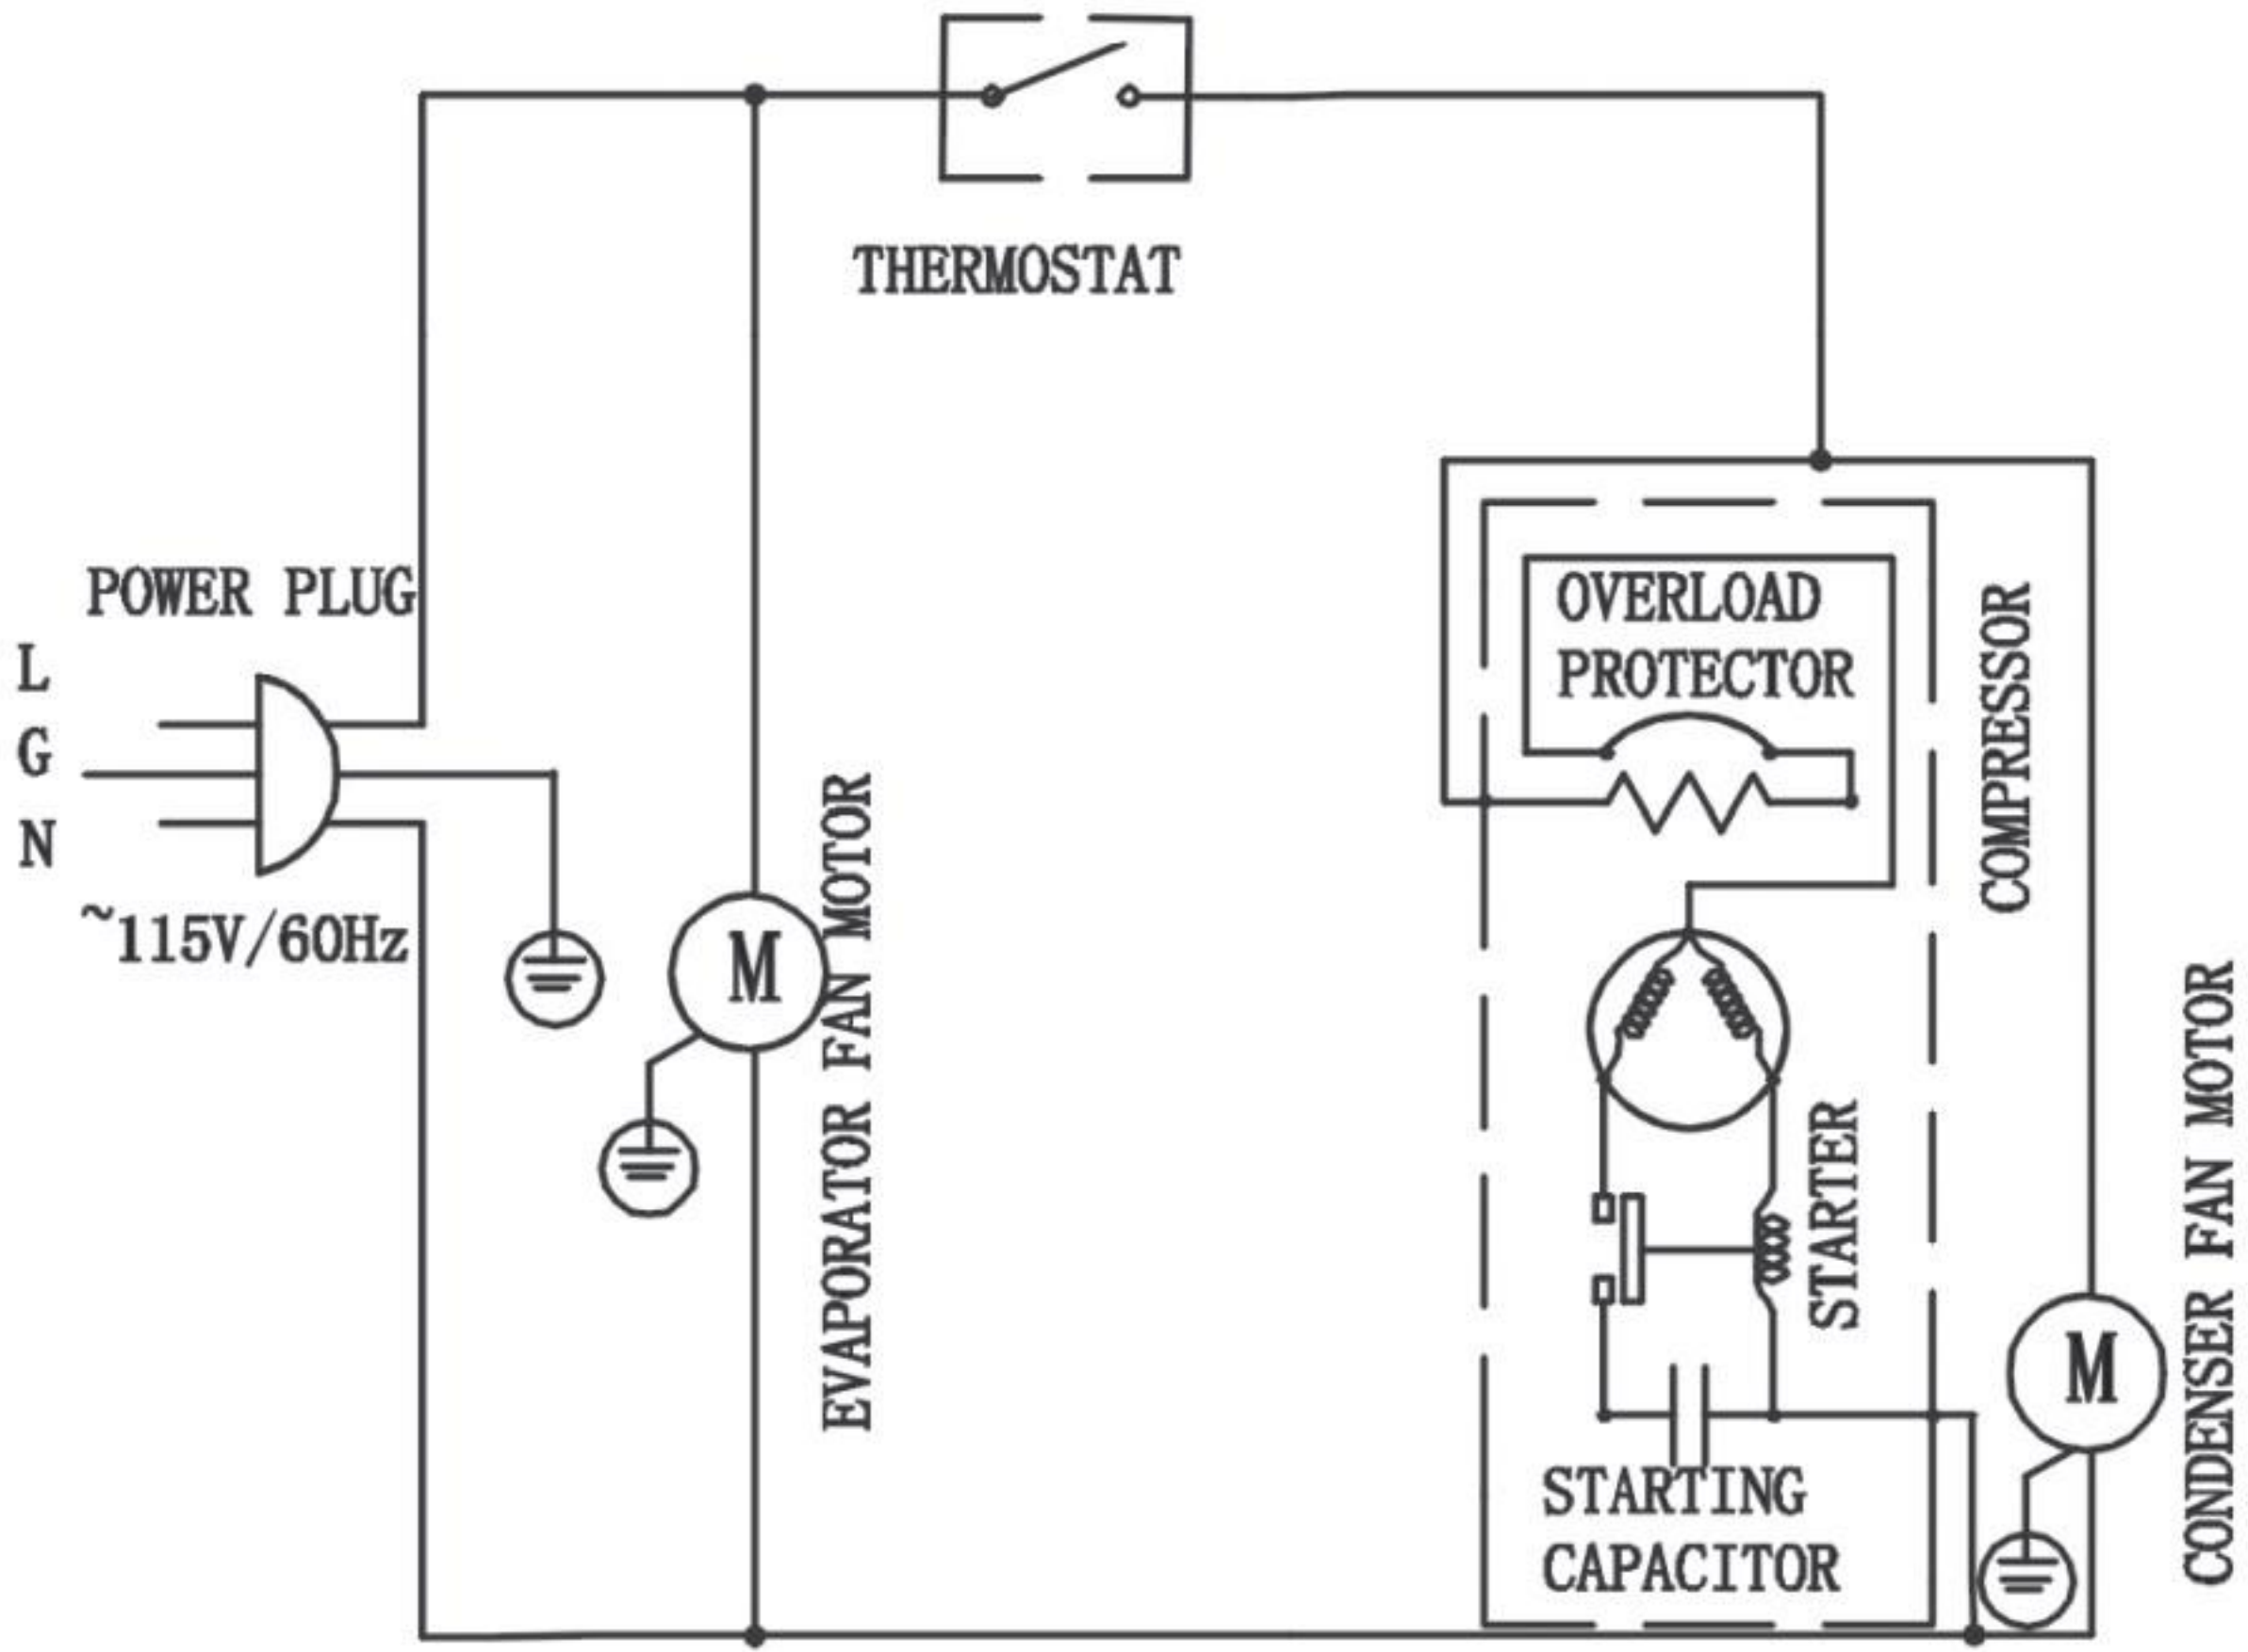 THERMOSTAT
POWER PLUG
L
G
N
~115V/60Hz
M
EVAPORATOR FAN MOTOR
OVERLOAD
PROTECTOR
COMPRESSOR
STARTER
STARTING
CAPACITOR
M
CONDENSER FAN MOTOR